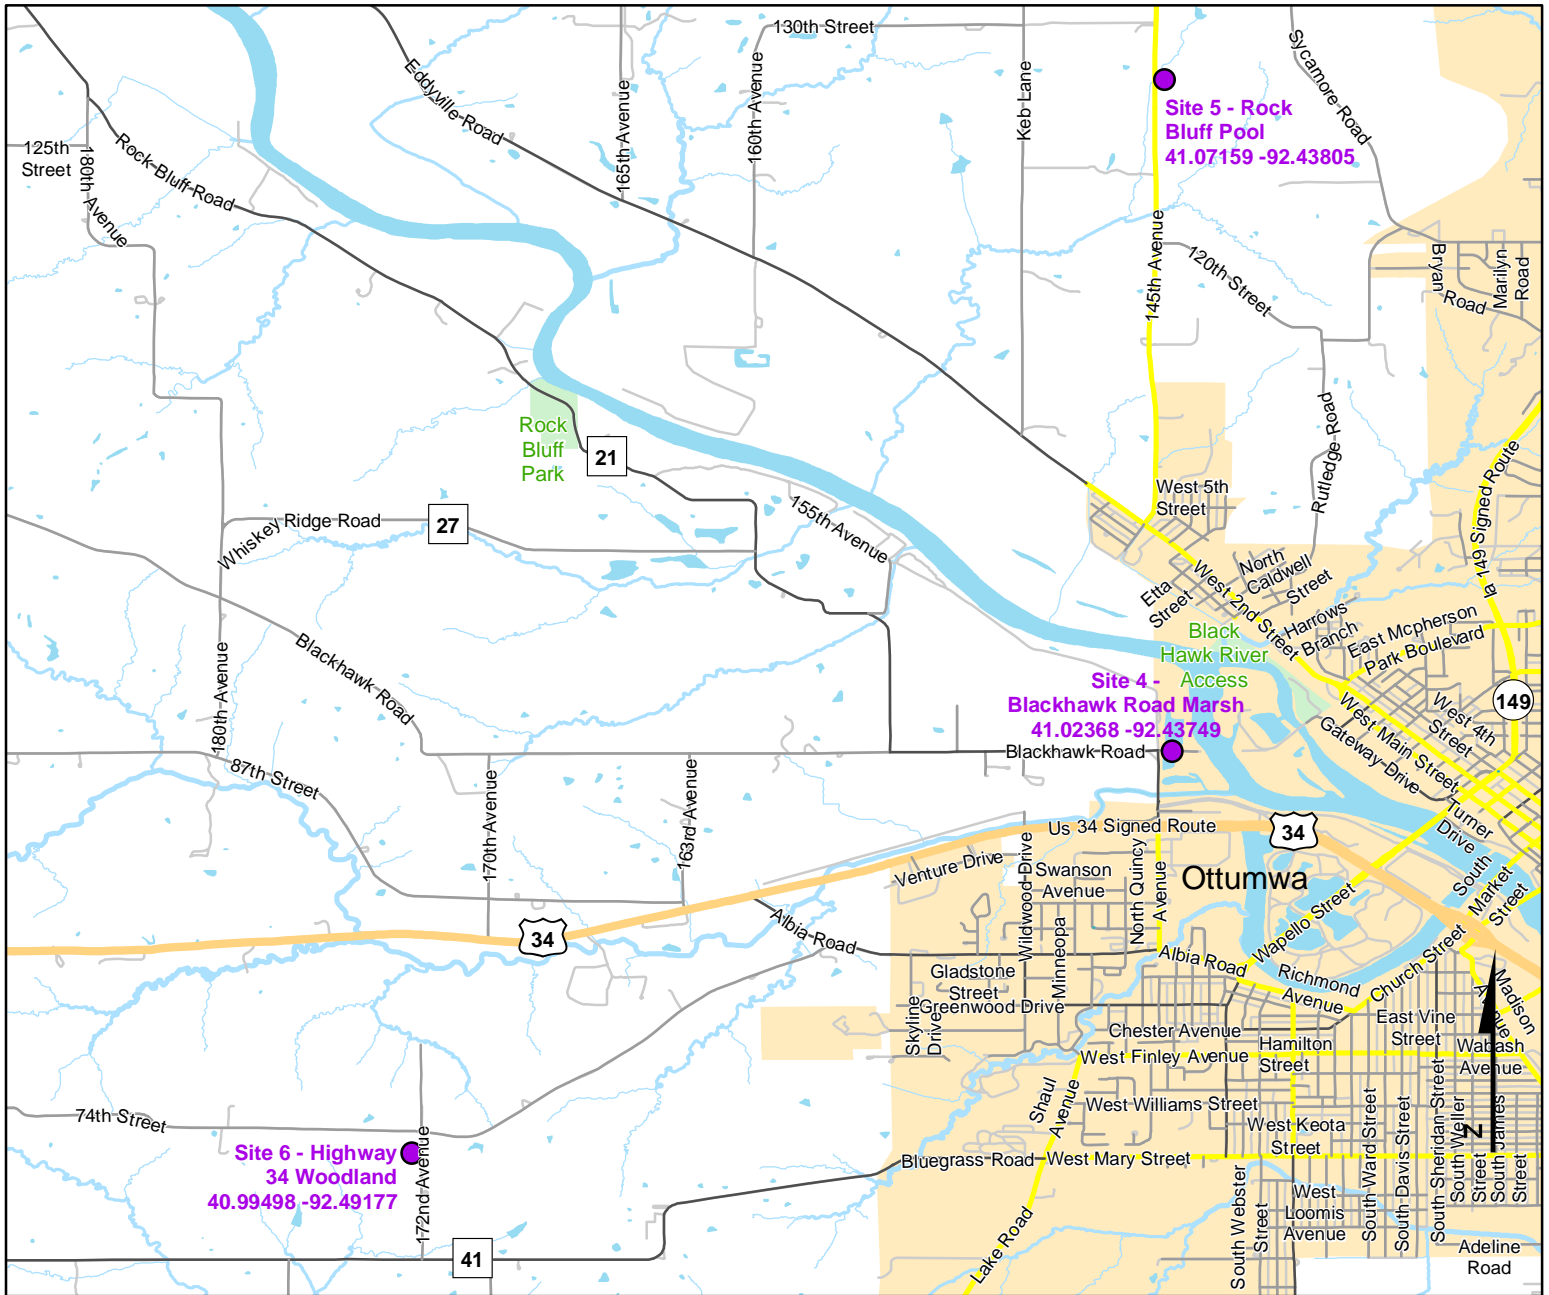 130th Street
Sycamore Road
Eddyville Road
165th Avenue
160th Avenue
Keb Lane
Site 5 - Rock
Bluff Pool
41.07159 -92.43805
125th
Street
180th Avenue
Rock Bluff Road
145th Avenue
120th Street
Bryan
Road
Marilyn
Road
Rock
Bluff
Park
21
Rutledge Road
Ia 149 Signed Route
West 5th
Street
155th Avenue
Whiskey Ridge Road
27
North
Caldwell
Street
Etta
Street
West 2nd Street
Harrows
Branch
East Mcpherson
Park Boulevard
Black
Hawk River
Access
Blackhawk Road
180th Avenue
Site 4 -
Blackhawk Road Marsh
41.02368 -92.43749
Blackhawk Road
149
West 4th
Street
West Main Street
Gateway Drive
87th Street
170th Avenue
163rd Avenue
Us 34 Signed Route
34
Turner
Drive
Venture Drive
Wildwood Drive
Swanson
Avenue
North Quincy
Avenue
Ottumwa
South
Market
Street
Wapello Street
34
Albia Road
Minneopa
Albia Road
Richmond
Avenue
Church Street
Madison
Avenue
Gladstone
Street
Greenwood Drive
Skyline
Drive
Chester Avenue
East Vine
Street
West Finley Avenue
Hamilton
Street
Wabash
Avenue
Shaul
Avenue
West Williams Street
74th Street
West Keota
Street
South Ward Street
South Davis Street
South Sheridan Street
South Weller
Street
South James
Street
N
Site 6 - Highway
34 Woodland
40.99498 -92.49177
172nd Avenue
Bluegrass Road
West Mary Street
South Webster
Street
West
Loomis
Avenue
Lake Road
41
Adeline
Road